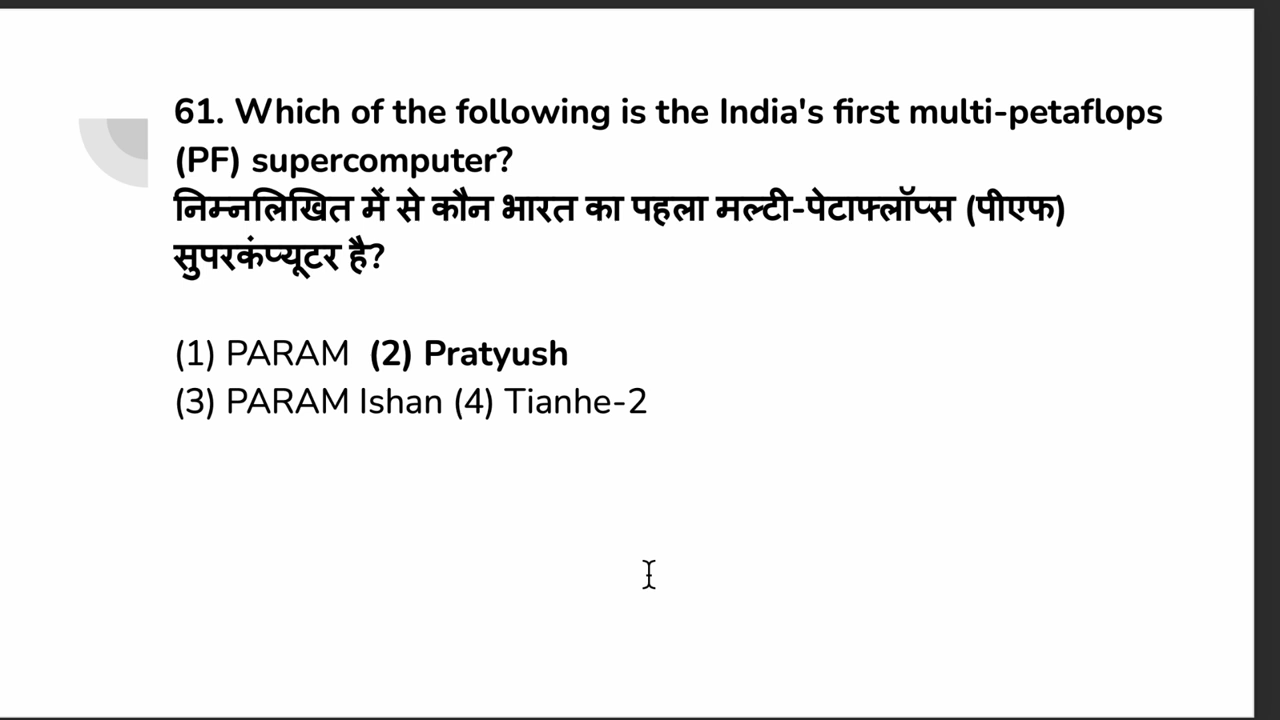 61. Which of the following is the India's first multi-petaflops
(PF) supercomputer?
निम्नलिखित में से कौन भारत का पहला मल्टी-पेटाफ्लॉप्स (पीएफ)
सुपरकंप्यूटर है?
(1) PARAM (2) Pratyush
(3) PARAM Ishan (4) Tianhe-2